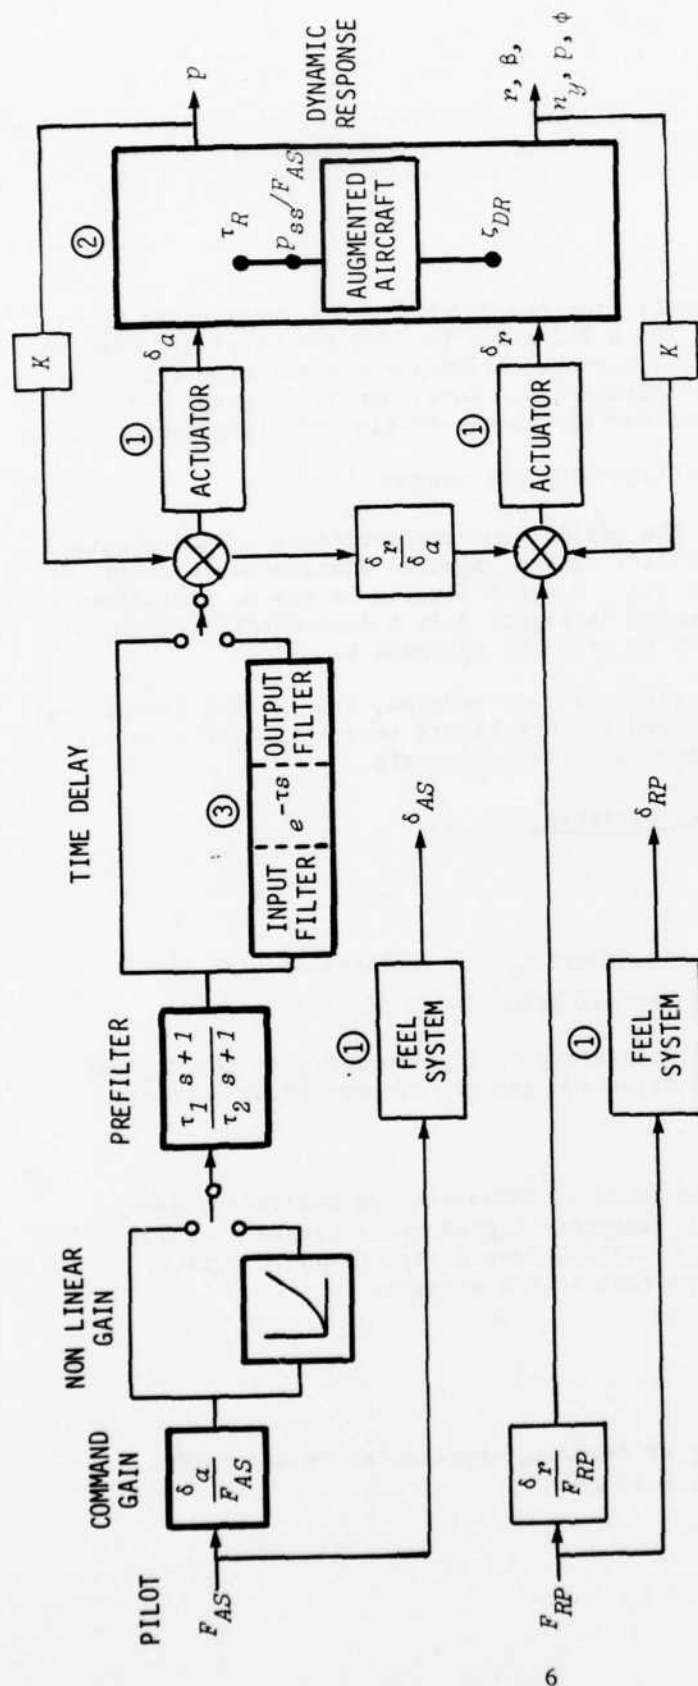 PILOT
COMMAND
GAIN
NON LINEAR
GAIN
PREFILTER
TIME DELAY
DYNAMIC
RESPONSE
F_AS
δ_a / F_AS
τ_1 s + 1 / τ_2 s + 1
③
INPUT
FILTER
e^-τs
OUTPUT
FILTER
K
①
ACTUATOR
δ_a
②
τ_R
p_ss/F_AS
AUGMENTED
AIRCRAFT
ζ_DR
p
①
FEEL
SYSTEM
δ_AS
δ_r / δ_a
①
ACTUATOR
δ_r
r, β,
n_y, p, φ
K
F_RP
δ_r / F_RP
①
FEEL
SYSTEM
δ_RP
6